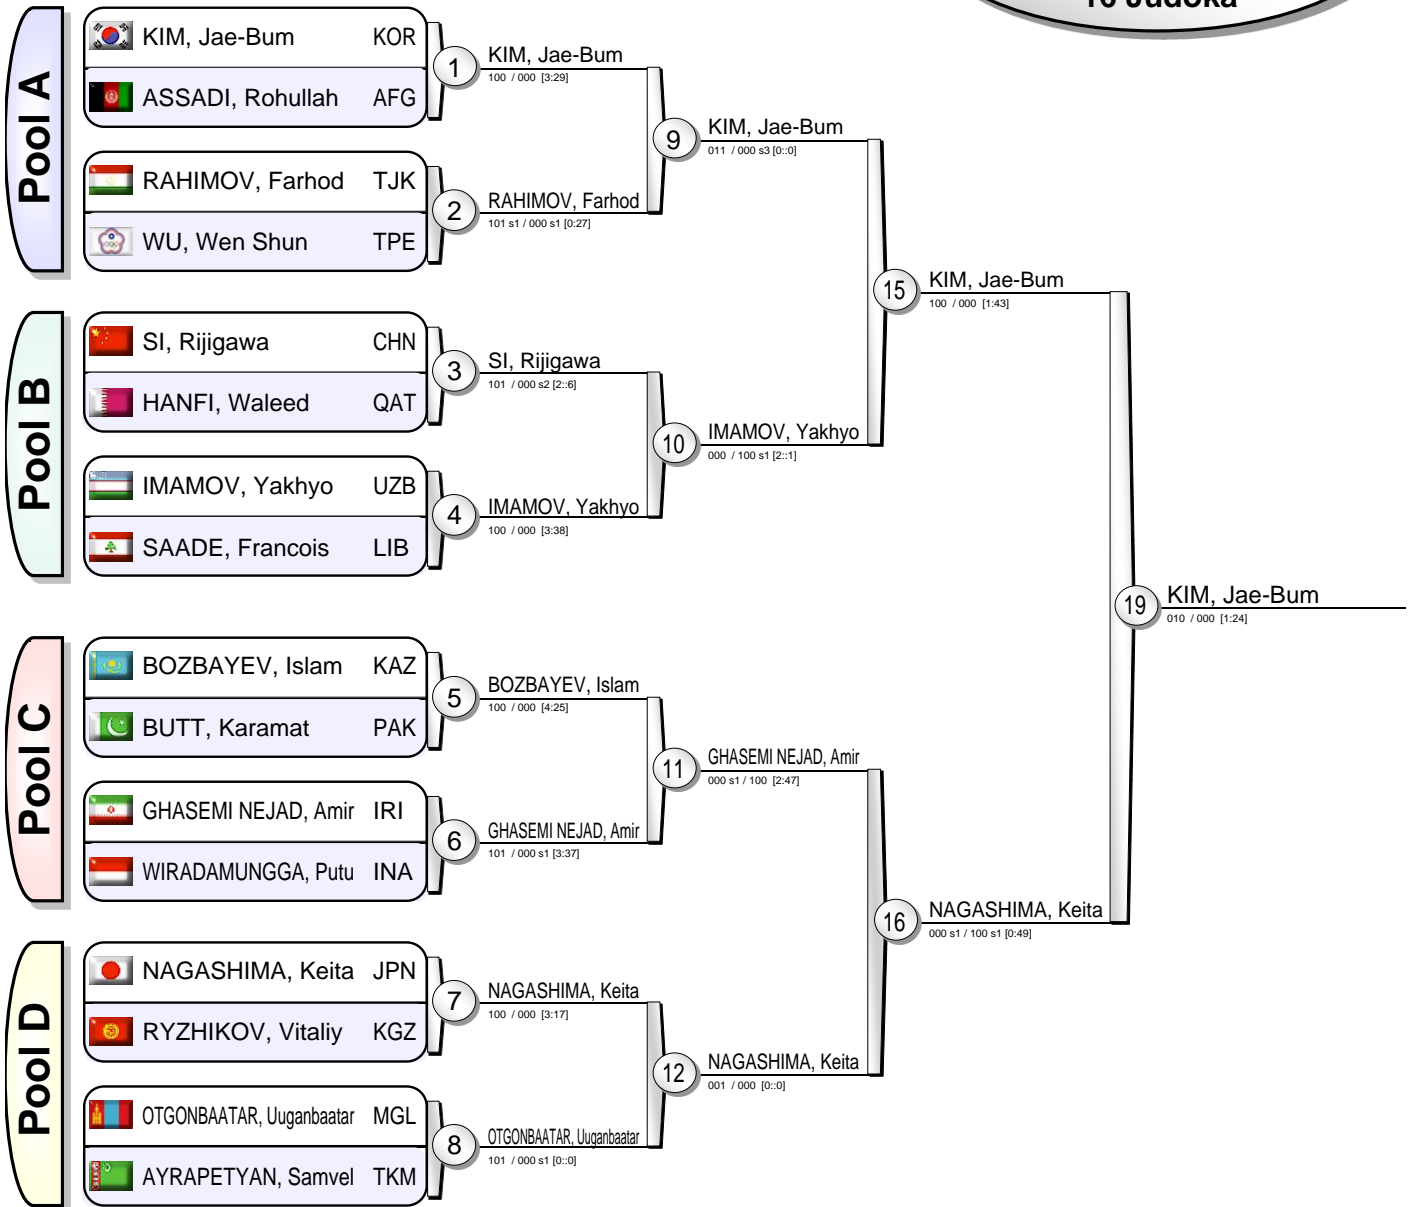 16 Judoka
Pool A
KIM, Jae-Bum KOR
ASSADI, Rohullah AFG
RAHIMOV, Farhod TJK
WU, Wen Shun TPE
1
KIM, Jae-Bum
100 / 000 [3:29]
2
RAHIMOV, Farhod
101 s1 / 000 s1 [0:27]
9
KIM, Jae-Bum
011 / 000 s3 [0::0]
Pool B
SI, Rijigawa CHN
HANFI, Waleed QAT
IMAMOV, Yakhyo UZB
SAADE, Francois LIB
3
SI, Rijigawa
101 / 000 s2 [2::6]
4
IMAMOV, Yakhyo
100 / 000 [3:38]
10
IMAMOV, Yakhyo
000 / 100 s1 [2::1]
15
KIM, Jae-Bum
100 / 000 [1:43]
Pool C
BOZBAYEV, Islam KAZ
BUTT, Karamat PAK
GHASEMI NEJAD, Amir IRI
WIRADAMUNGGA, Putu INA
5
BOZBAYEV, Islam
100 / 000 [4:25]
6
GHASEMI NEJAD, Amir
101 / 000 s1 [3:37]
11
GHASEMI NEJAD, Amir
000 s1 / 100 [2:47]
Pool D
NAGASHIMA, Keita JPN
RYZHIKOV, Vitaliy KGZ
OTGONBAATAR, Uuganbaatar MGL
AYRAPETYAN, Samvel TKM
7
NAGASHIMA, Keita
100 / 000 [3:17]
8
OTGONBAATAR, Uuganbaatar
101 / 000 s1 [0::0]
12
NAGASHIMA, Keita
001 / 000 [0::0]
16
NAGASHIMA, Keita
000 s1 / 100 s1 [0:49]
19
KIM, Jae-Bum
010 / 000 [1:24]